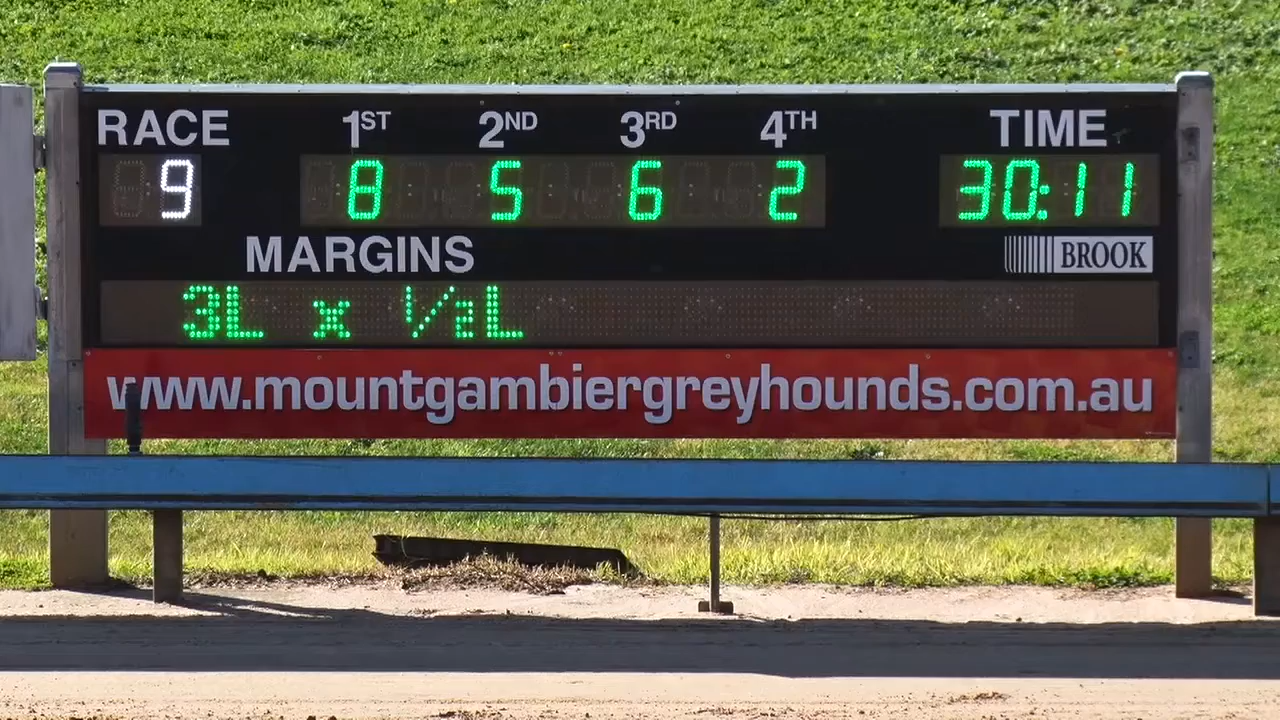 RACE 1ST 2ND 3RD 4TH TIME
9 8 5 6 2 30:11
MARGINS BROOK
3L x ½L
www.mountgambiergreyhounds.com.au